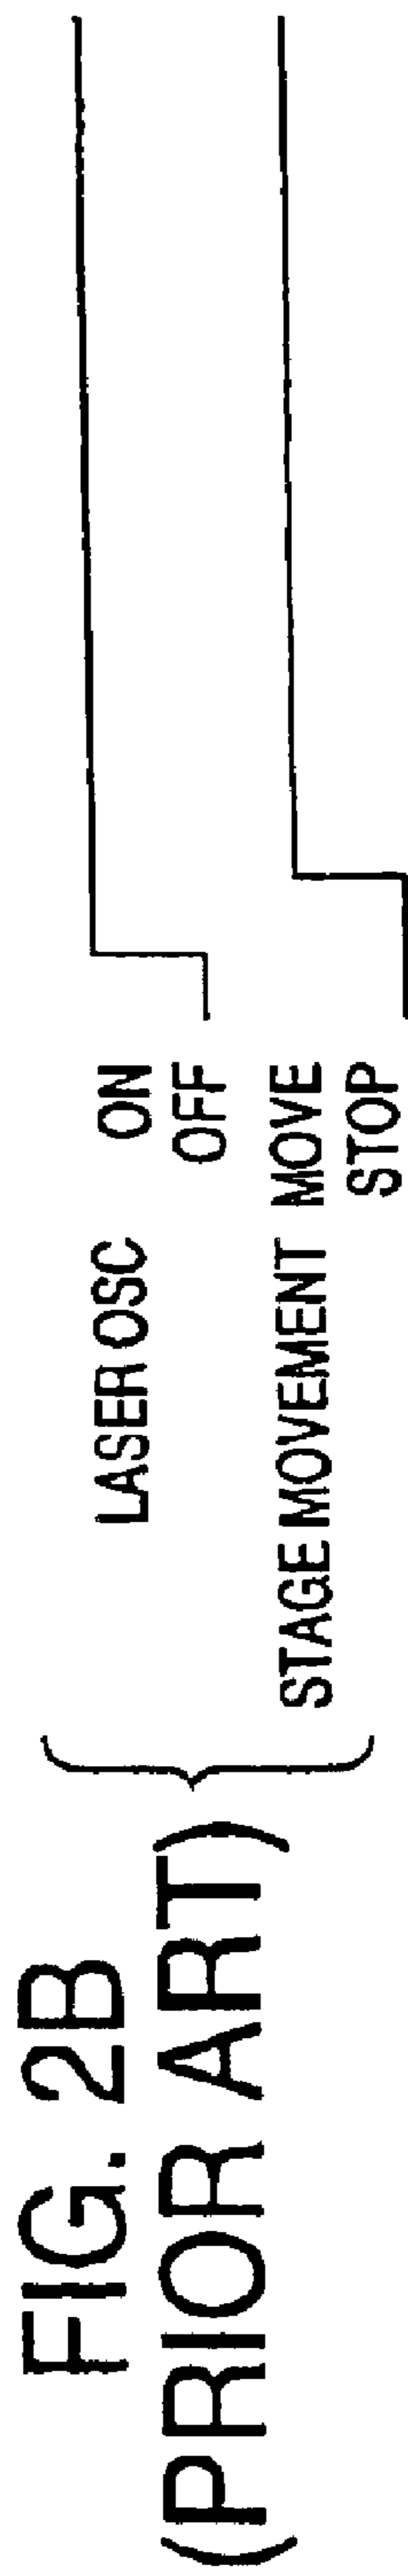 FIG. 2B
(PRIOR ART)
LASER OSC ON
OFF
STAGE MOVEMENT MOVE
STOP